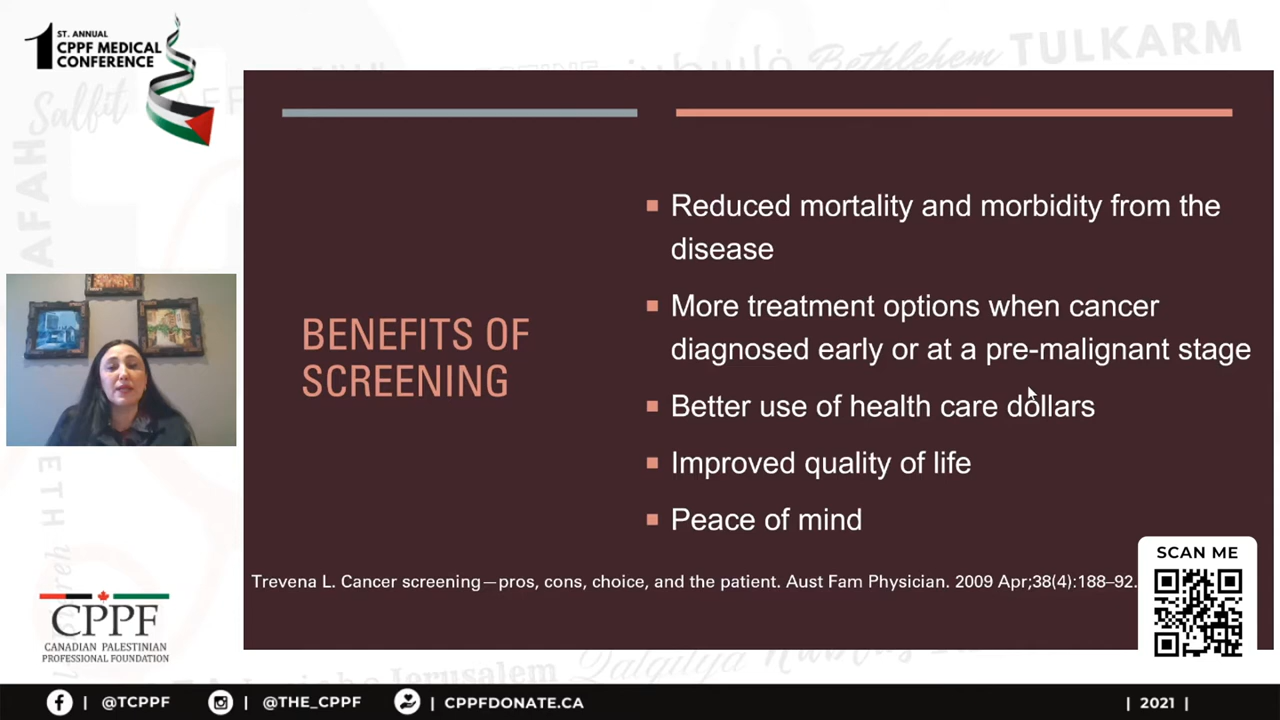 ST. ANNUAL
1 CPPF MEDICAL
CONFERENCE
Salfit
TULKARM
Bethlehem
BENEFITS OF
SCREENING
Reduced mortality and morbidity from the
disease
More treatment options when cancer
diagnosed early or at a pre-malignant stage
Better use of health care dollars
Improved quality of life
Peace of mind
Trevena L. Cancer screening—pros, cons, choice, and the patient. Aust Fam Physician. 2009 Apr;38(4):188–92.
SCAN ME
CPPF
CANADIAN PALESTINIAN
PROFESSIONAL FOUNDATION
Jerusalem
Qalqilya
| @TCPPF | @THE_CPPF | CPPFDONATE.CA | 2021 |